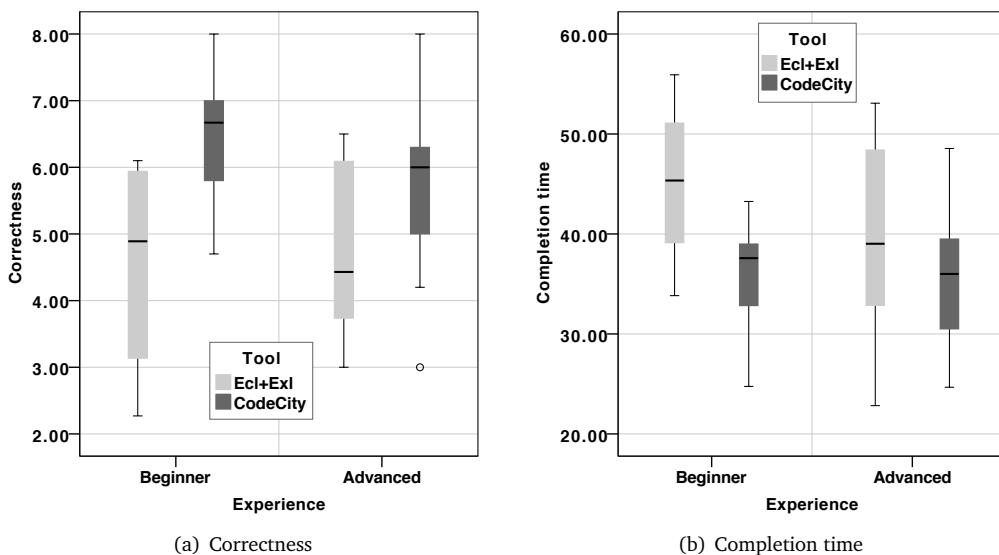 8.00
7.00
6.00
5.00
4.00
3.00
2.00
Correctness
Tool
Ecl+Exl
CodeCity
Beginner
Advanced
Experience
(a) Correctness
60.00
50.00
40.00
30.00
20.00
Completion time
Tool
Ecl+Exl
CodeCity
Beginner
Advanced
Experience
(b) Completion time